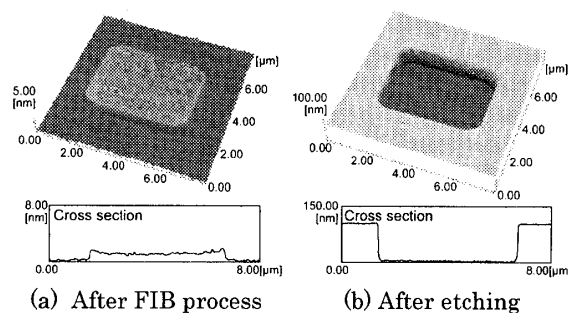 [μm]
6.00
4.00
2.00
0.00
5.00
[nm]
0.00
2.00
4.00
6.00
8.00
[nm]
Cross section
0.00
8.00[μm]
(a) After FIB process
[μm]
6.00
4.00
2.00
0.00
100.00
[nm]
0.00
2.00
4.00
6.00
150.00
[nm]
Cross section
0.00
8.00[μm]
(b) After etching